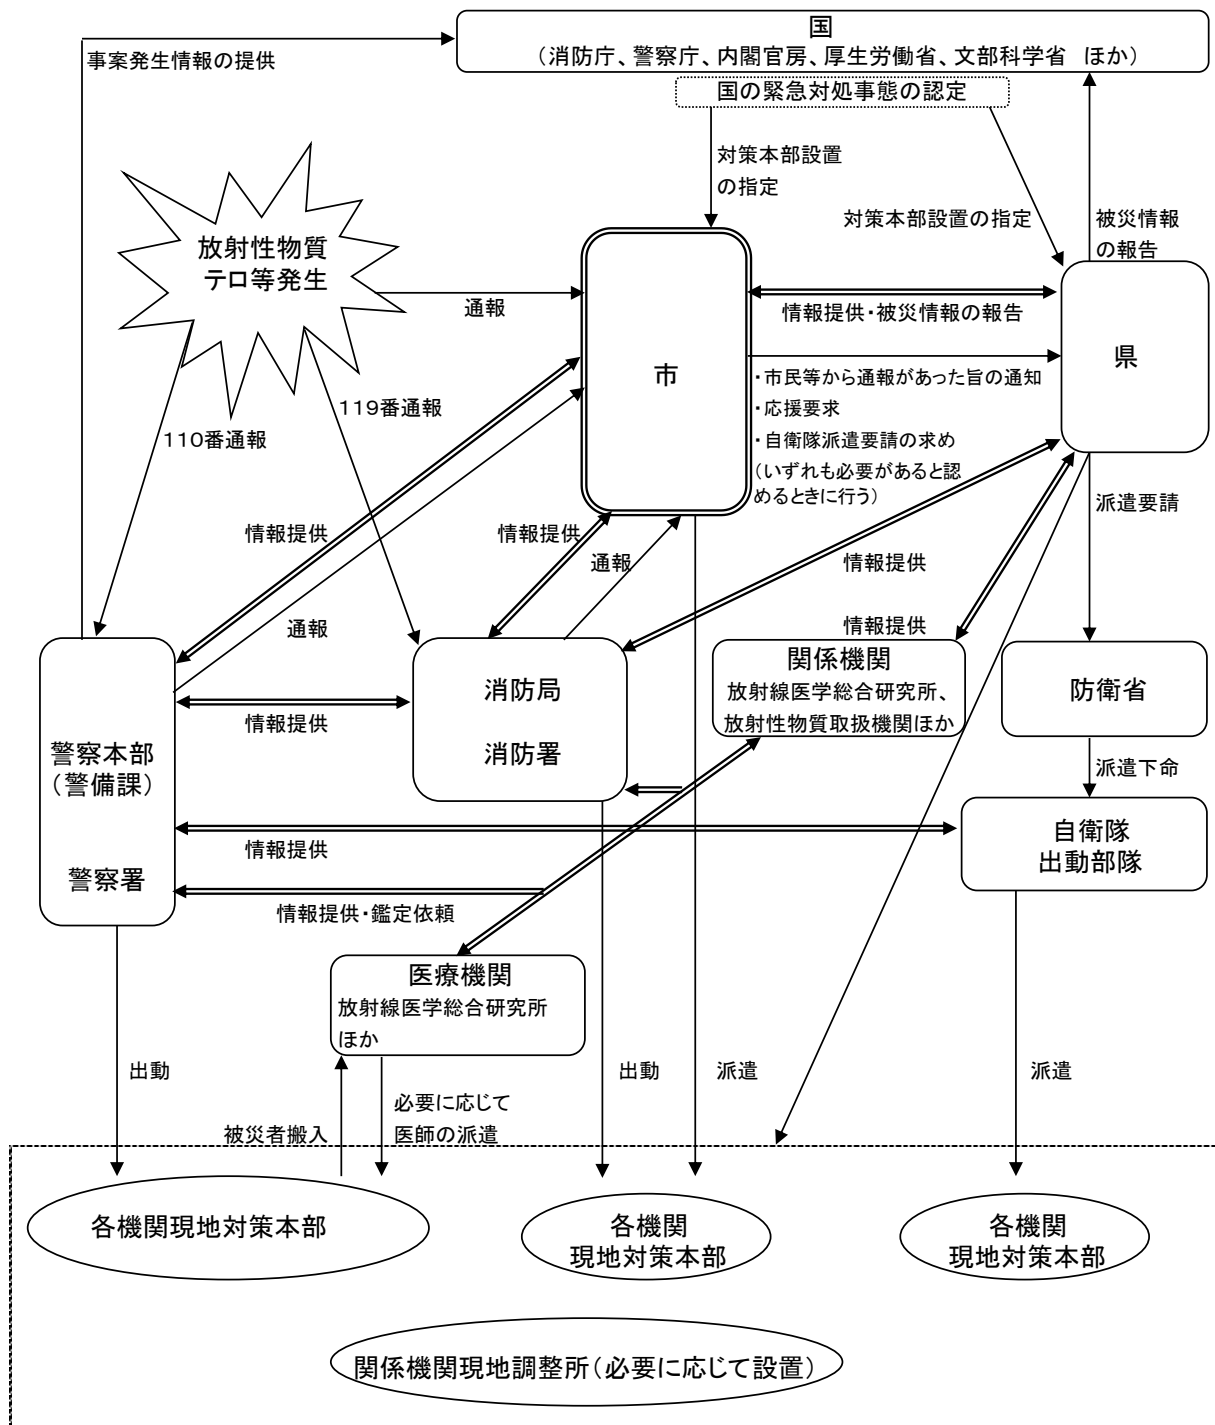 国
(消防庁、警察庁、内閣官房、厚生労働省、文部科学省　ほか)
事案発生情報の提供
国の緊急対処事態の認定
対策本部設置
の指定
対策本部設置の指定
被災情報
の報告
放射性物質
テロ等発生
通報
情報提供・被災情報の報告
市
県
・市民等から通報があった旨の通知
・応援要求
・自衛隊派遣要請の求め
(いずれも必要があると認
めるときに行う)
119番通報
110番通報
派遣要請
情報提供
情報提供
通報
情報提供
通報
情報提供
関係機関
放射線医学総合研究所、
放射性物質取扱機関ほか
防衛省
消防局
消防署
情報提供
警察本部
(警備課)
警察署
派遣下命
自衛隊
出動部隊
情報提供
情報提供・鑑定依頼
医療機関
放射線医学総合研究所
ほか
出動
出動
派遣
派遣
必要に応じて
医師の派遣
被災者搬入
各機関現地対策本部
各機関
現地対策本部
各機関
現地対策本部
関係機関現地調整所(必要に応じて設置)